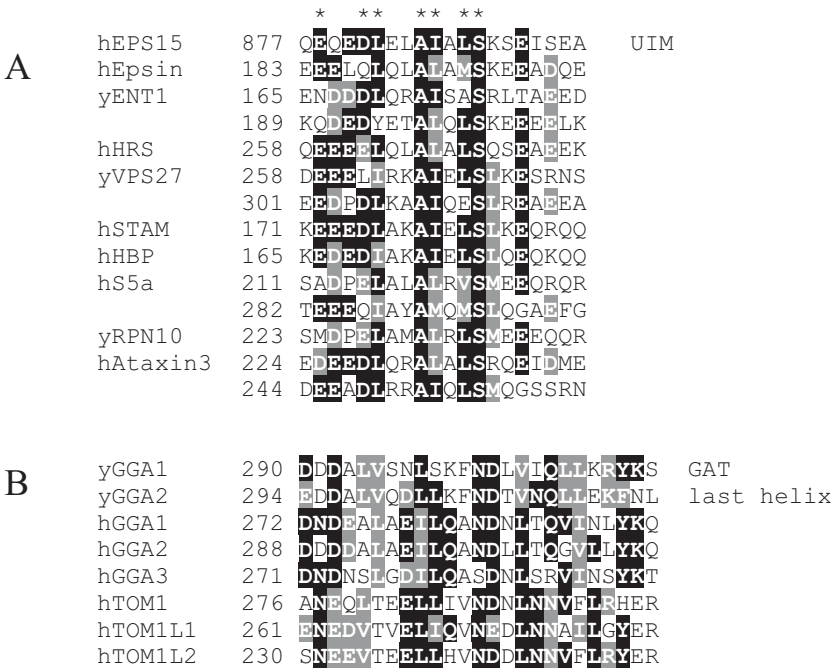 * ** ** **
A
hEPS15 877 QEQEDLELAIALSKSEISEA UIM
hEpsin 183 EEELQLQLALAMSKEEADQE
yENT1 165 ENDDDLQRAISASRLTAEED
189 KQDEDYETALQLSKEEEELK
hHRS 258 QEEEELQLALALSQSEAEEK
yVPS27 258 DEEELIRKAIELSLKESRNS
301 EEDPDLKAAIQESLREAEEA
hSTAM 171 KEEEDLAKAIELSLKEQRQQ
hHBP 165 KEDEDIAKAIELSLQEQKQQ
hS5a 211 SADPELALALRVSMEEQRQR
282 TEEEQIAYAMQMSLQGAEFG
yRPN10 223 SMDPELAMALRLSMEEEQQR
hAtaxin3 224 EDEEDLQRALALSRQEIDME
244 DEEADLRRAIQLSMQGSSRN
B
yGGA1 290 DDDALVSNLSKFNDLVIQLLKRYKS GAT
yGGA2 294 EDDALVQDLLKFNDTVNQLLEKFNL last helix
hGGA1 272 DNDEALAEILQANDNLTQVINLYKQ
hGGA2 288 DDDDALAEILQANDLLTQGVLLYKQ
hGGA3 271 DNDNSLGDILQASDNLSRVINSYKT
hTOM1 276 ANEQLTEELLIVNDNLNNVFLRHER
hTOM1L1 261 ENEDVTVELIQVNEDLNNAILGYER
hTOM1L2 230 SNEEVTEELLHVNDDLNNVFLRYER